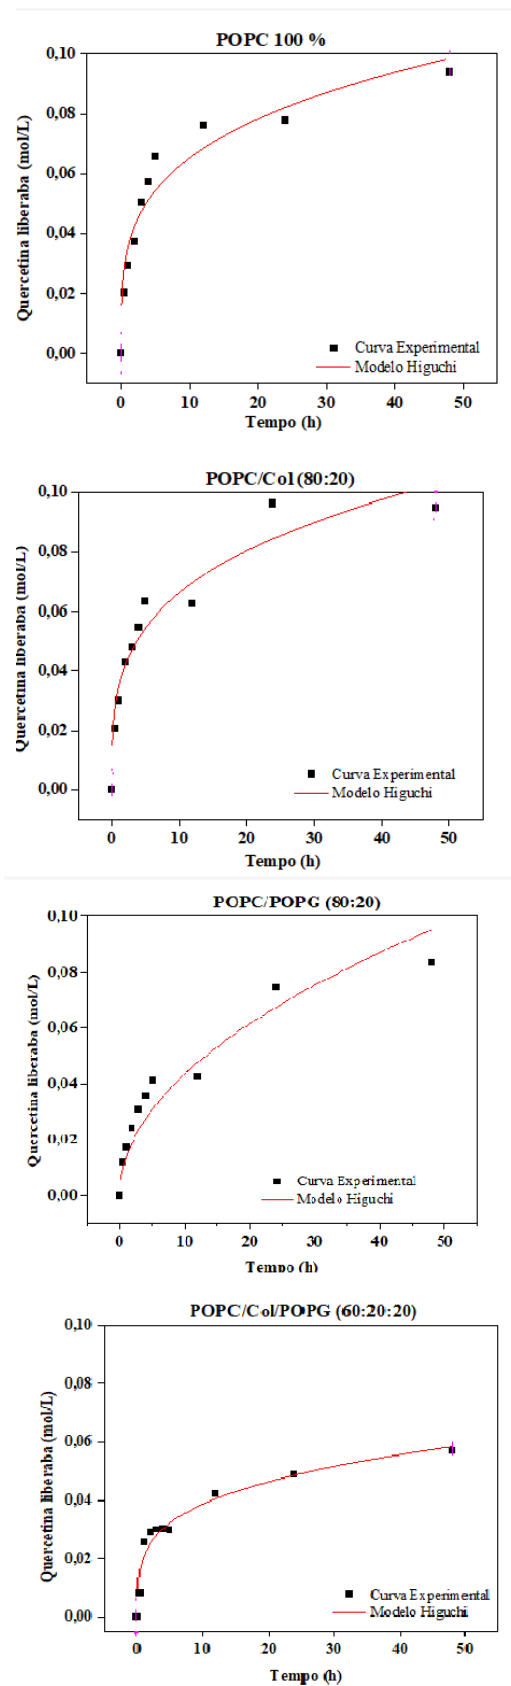 POPC 100 %
0,10
0,08
0,06
0,04
0,02
0,00
Quercetina liberaba (mol/L)
Curva Experimental
Modelo Higuchi
0 10 20 30 40 50
Tempo (h)
POPC/Col (80:20)
0,10
0,08
0,06
0,04
0,02
0,00
Quercetina liberaba (mol/L)
Curva Experimental
Modelo Higuchi
0 10 20 30 40 50
Tempo (h)
POPC/POPG (80:20)
0,10
0,08
0,06
0,04
0,02
0,00
Quercetina liberaba (mol/L)
Curva Experimental
Modelo Higuchi
0 10 20 30 40 50
Tempo (h)
POPC/Col/POPG (60:20:20)
0,10
0,08
0,06
0,04
0,02
0,00
Quercetina liberaba (mol/L)
Curva Experimental
Modelo Higuchi
0 10 20 30 40 50
Tempo (h)